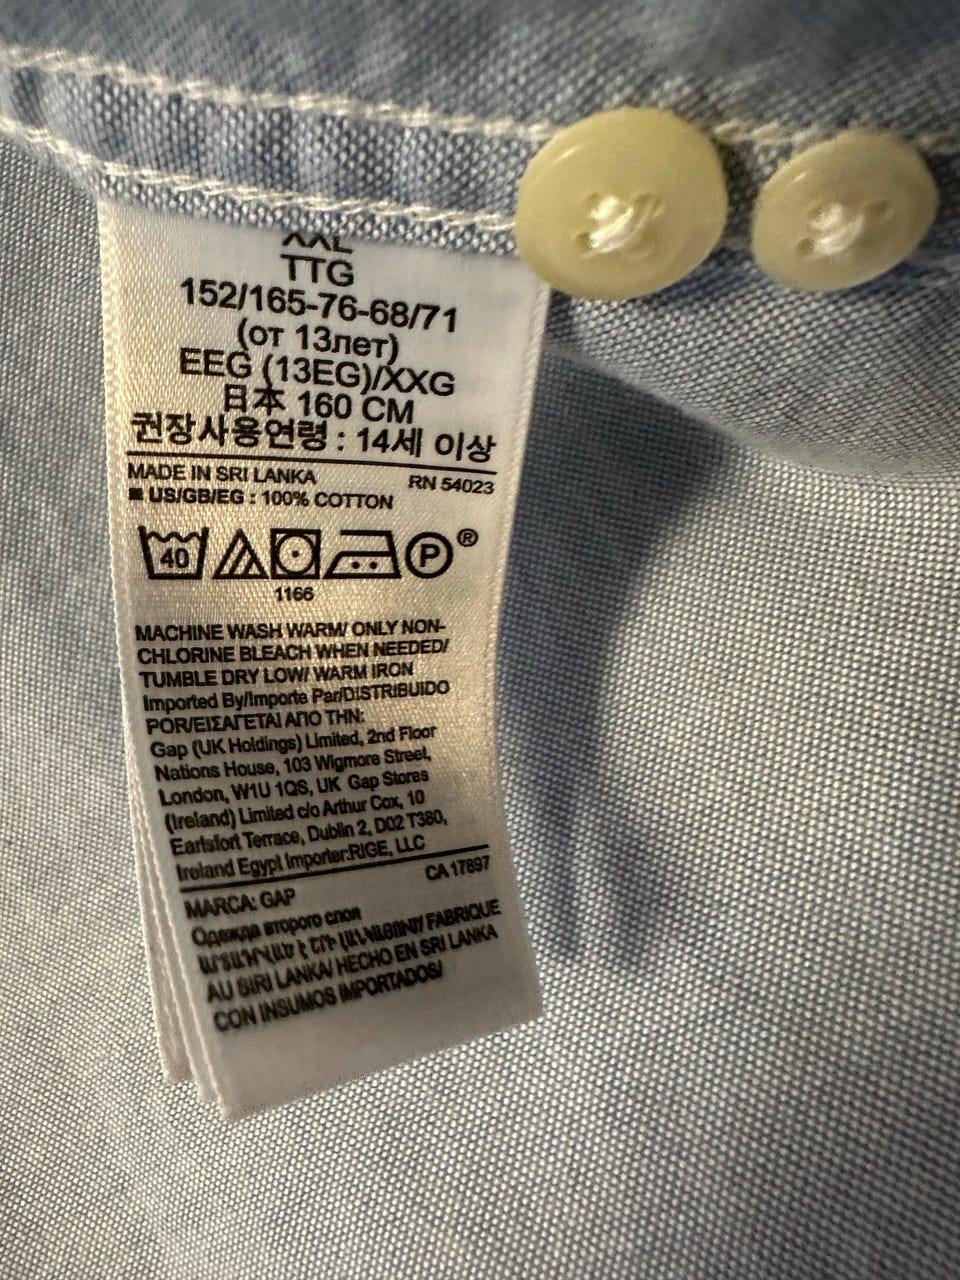 XXL
TTG
152/165-76-68/71
(от 13лет)
EEG (13EG)/XXG
日本 160 CM
권장사용연령 : 14세 이상
MADE IN SRI LANKA RN 54023
■ US/GB/EG : 100% COTTON
40 P ®
1166
MACHINE WASH WARM/ ONLY NON-
CHLORINE BLEACH WHEN NEEDED/
TUMBLE DRY LOW/ WARM IRON
Imported By/Importe Par/DISTRIBUIDO
POR/ΕΙΣΑΓΕΤΑΙ ΑΠΟ ΤΗΝ:
Gap (UK Holdings) Limited, 2nd Floor
Nations House, 103 Wigmore Street,
London, W1U 1QS, UK Gap Stores
(Ireland) Limited c/o Arthur Cox, 10
Earlsfort Terrace, Dublin 2, D02 T380,
Ireland Egypt Importer:RIGE, LLC
CA 17897
MARCA: GAP
Одежда второго слоя
FABRIQUE
AU SRI LANKA/ HECHO EN SRI LANKA
CON INSUMOS IMPORTADOS/